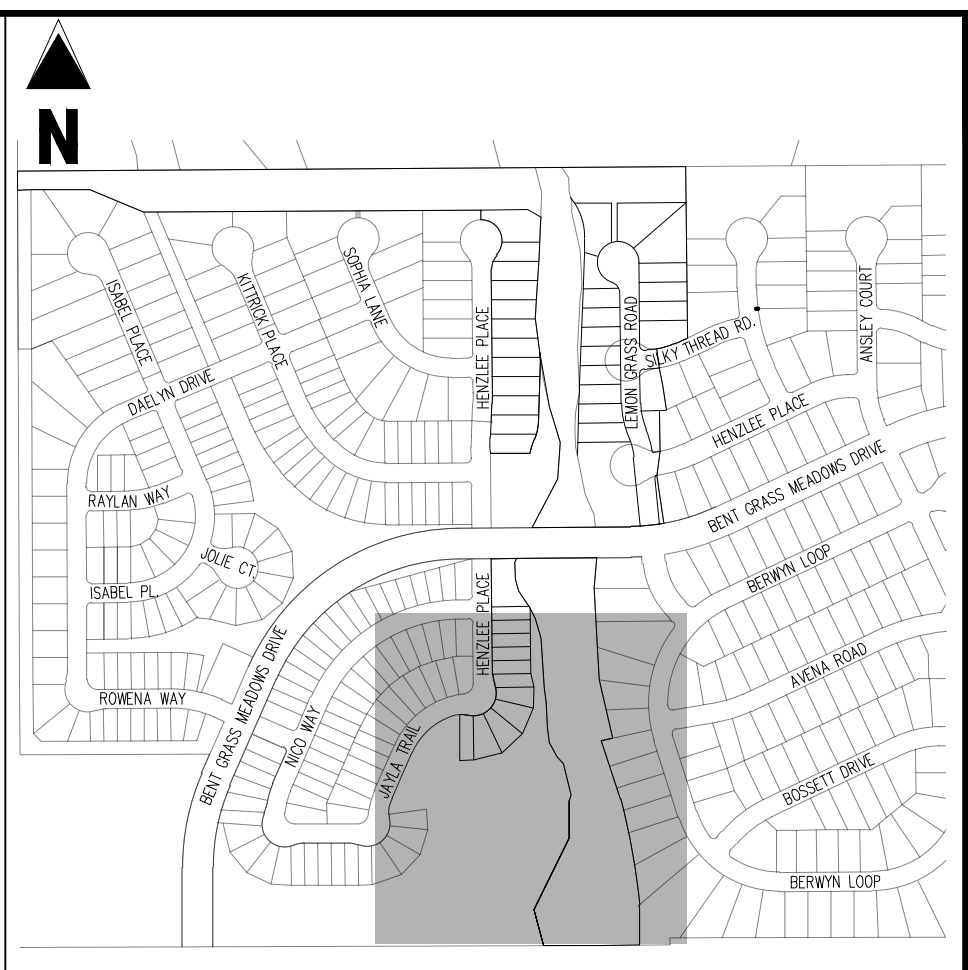 N
ISABEL PLACE
KITTRICK PLACE
SOPHIA LANE
HENZLEE PLACE
LEMON GRASS ROAD
SILKY THREAD RD.
ANSLEY COURT
DAELYN DRIVE
HENZLEE PLACE
BENT GRASS MEADOWS DRIVE
RAYLAN WAY
JOLIE CT.
ISABEL PL.
BERWYN LOOP
HENZLEE PLACE
AVENA ROAD
ROWENA WAY
BENT GRASS MEADOWS DRIVE
NICO WAY
JAYLA TRAIL
BOSSETT DRIVE
BERWYN LOOP